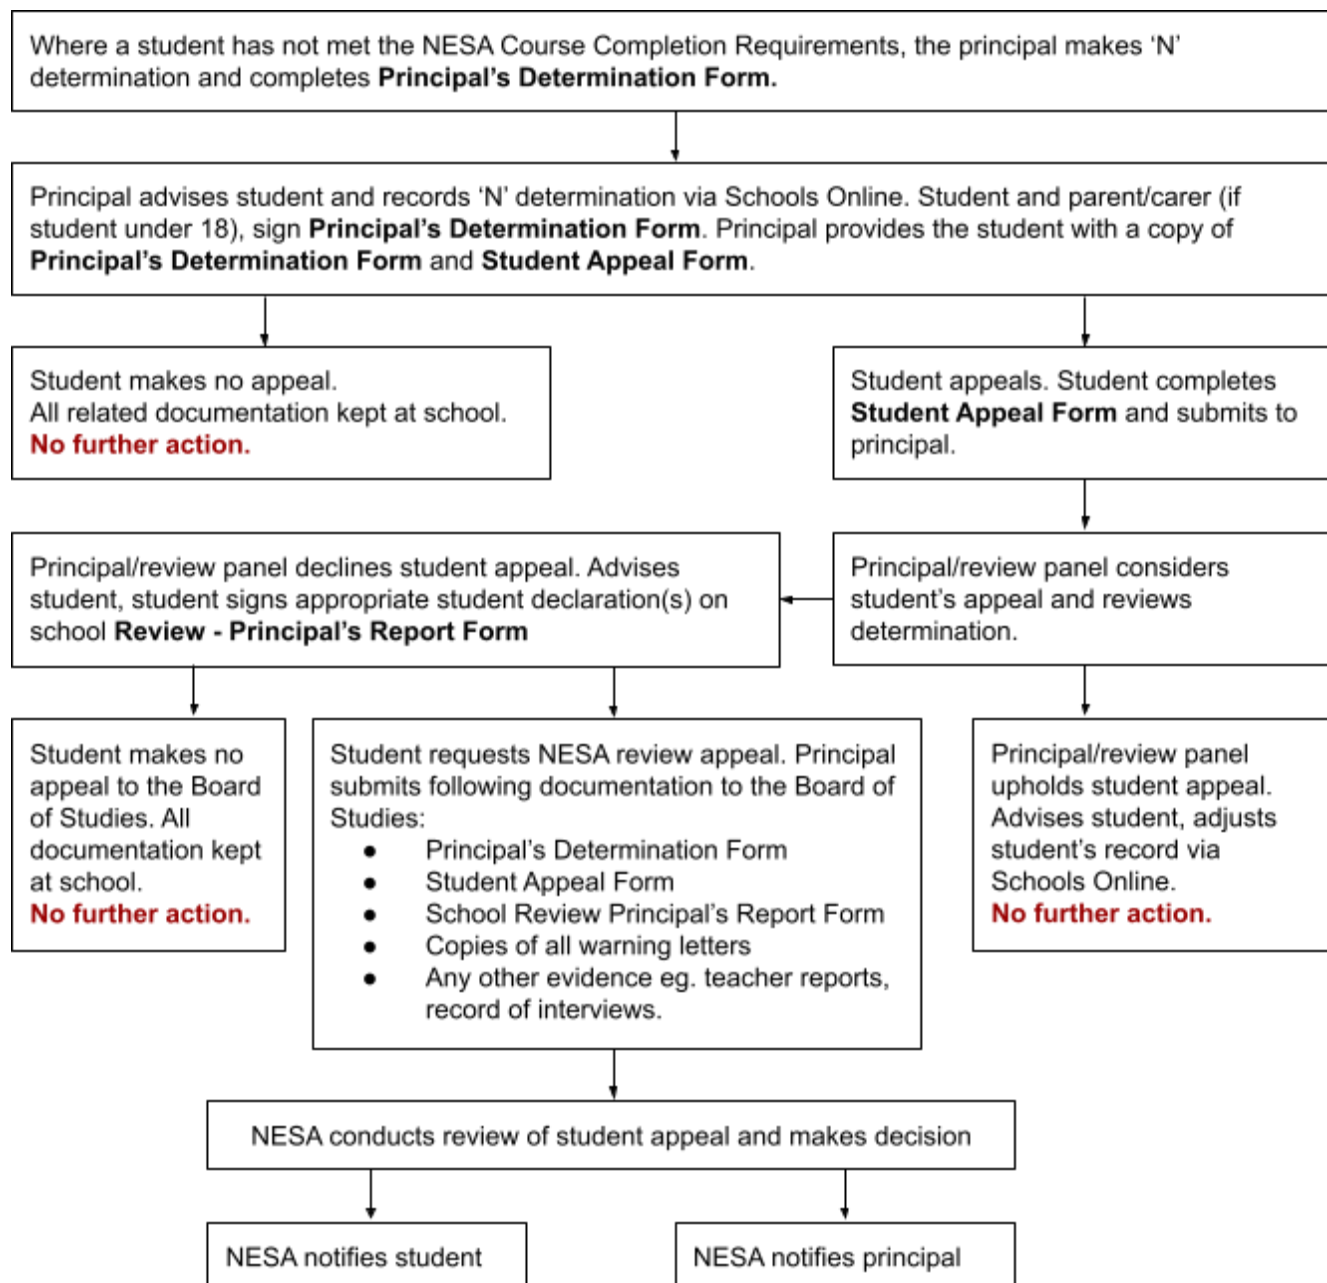 Where a student has not met the NESA Course Completion Requirements, the principal makes ‘N’
determination and completes Principal’s Determination Form.
Principal advises student and records ‘N’ determination via Schools Online. Student and parent/carer (if
student under 18), sign Principal’s Determination Form. Principal provides the student with a copy of
Principal’s Determination Form and Student Appeal Form.
Student makes no appeal.
All related documentation kept at school.
No further action.
Student appeals. Student completes
Student Appeal Form and submits to
principal.
Principal/review panel declines student appeal. Advises
student, student signs appropriate student declaration(s) on
school Review - Principal’s Report Form
Principal/review panel considers
student’s appeal and reviews
determination.
Student makes no
appeal to the Board
of Studies. All
documentation kept
at school.
No further action.
Student requests NESA review appeal. Principal
submits following documentation to the Board of
Studies:
● Principal’s Determination Form
● Student Appeal Form
● School Review Principal’s Report Form
● Copies of all warning letters
● Any other evidence eg. teacher reports,
record of interviews.
Principal/review panel
upholds student appeal.
Advises student, adjusts
student’s record via
Schools Online.
No further action.
NESA conducts review of student appeal and makes decision
NESA notifies student
NESA notifies principal